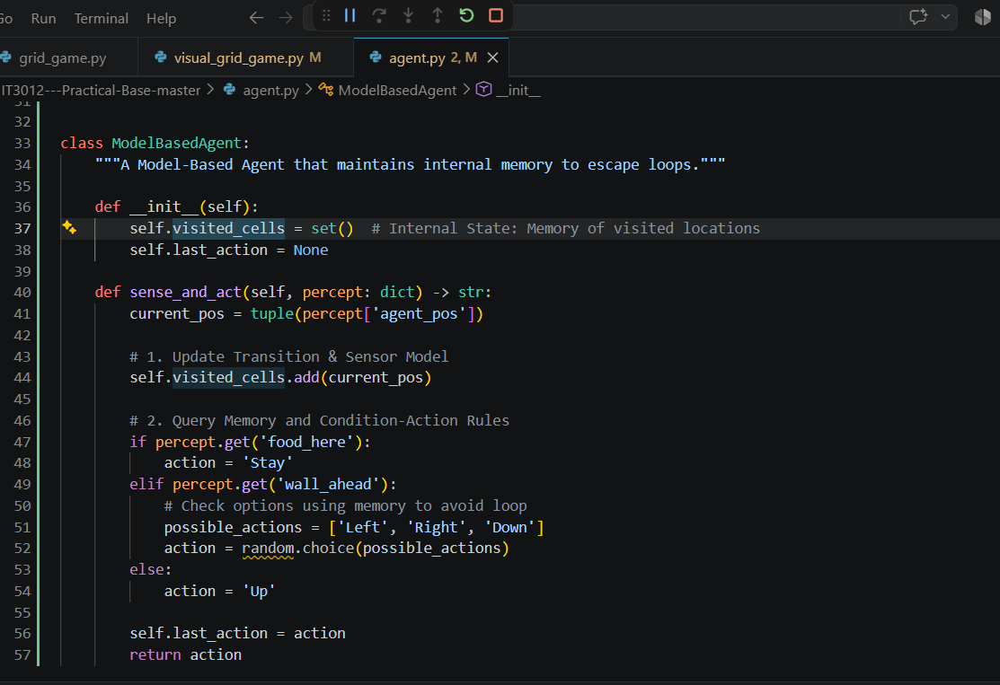 Run Terminal Help
grid_game.py visual_grid_game.py M agent.py 2, M
IT3012---Practical-Base-master > agent.py > ModelBasedAgent > __init__
31
32
33 class ModelBasedAgent:
34 """A Model-Based Agent that maintains internal memory to escape loops."""
35
36 def __init__(self):
37 self.visited_cells = set() # Internal State: Memory of visited locations
38 self.last_action = None
39
40 def sense_and_act(self, percept: dict) -> str:
41 current_pos = tuple(percept['agent_pos'])
42
43 # 1. Update Transition & Sensor Model
44 self.visited_cells.add(current_pos)
45
46 # 2. Query Memory and Condition-Action Rules
47 if percept.get('food_here'):
48 action = 'Stay'
49 elif percept.get('wall_ahead'):
50 # Check options using memory to avoid loop
51 possible_actions = ['Left', 'Right', 'Down']
52 action = random.choice(possible_actions)
53 else:
54 action = 'Up'
55
56 self.last_action = action
57 return action